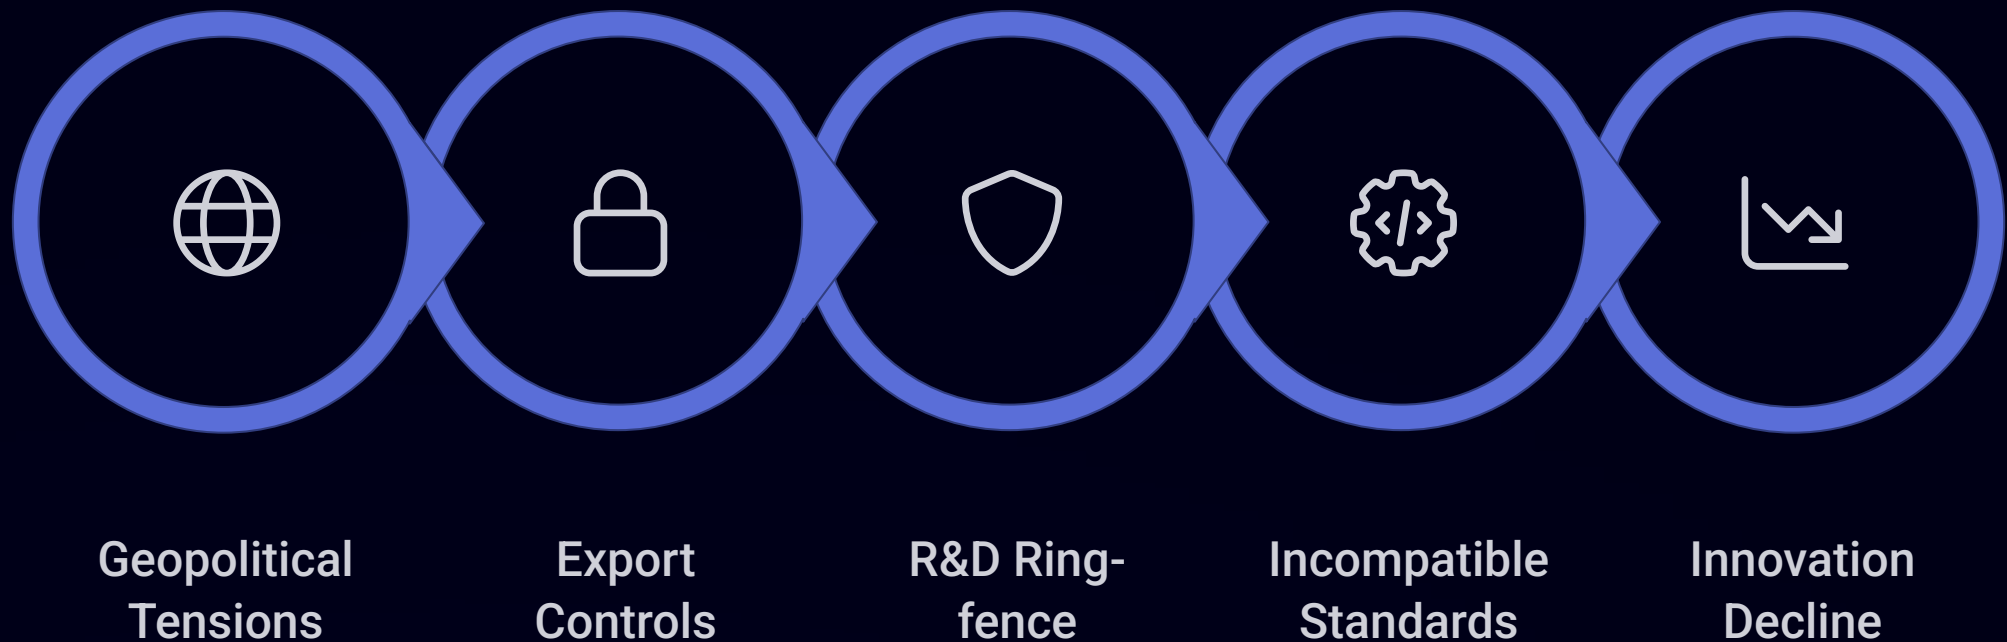 Geopolitical
Tensions
Export
Controls
R&D Ring-
fence
Incompatible
Standards
Innovation
Decline